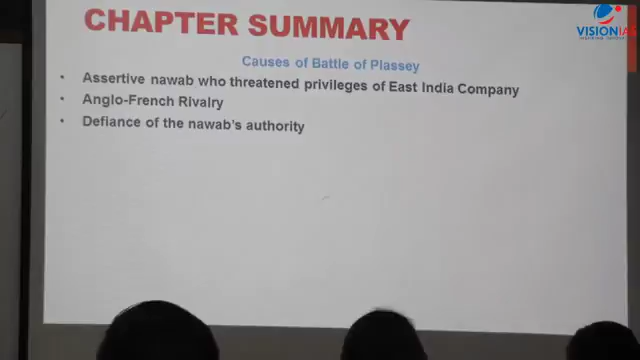 CHAPTER SUMMARY
VISIONIAS
Causes of Battle of Plassey
• Assertive nawab who threatened privileges of East India Company
• Anglo-French Rivalry
• Defiance of the nawab's authority